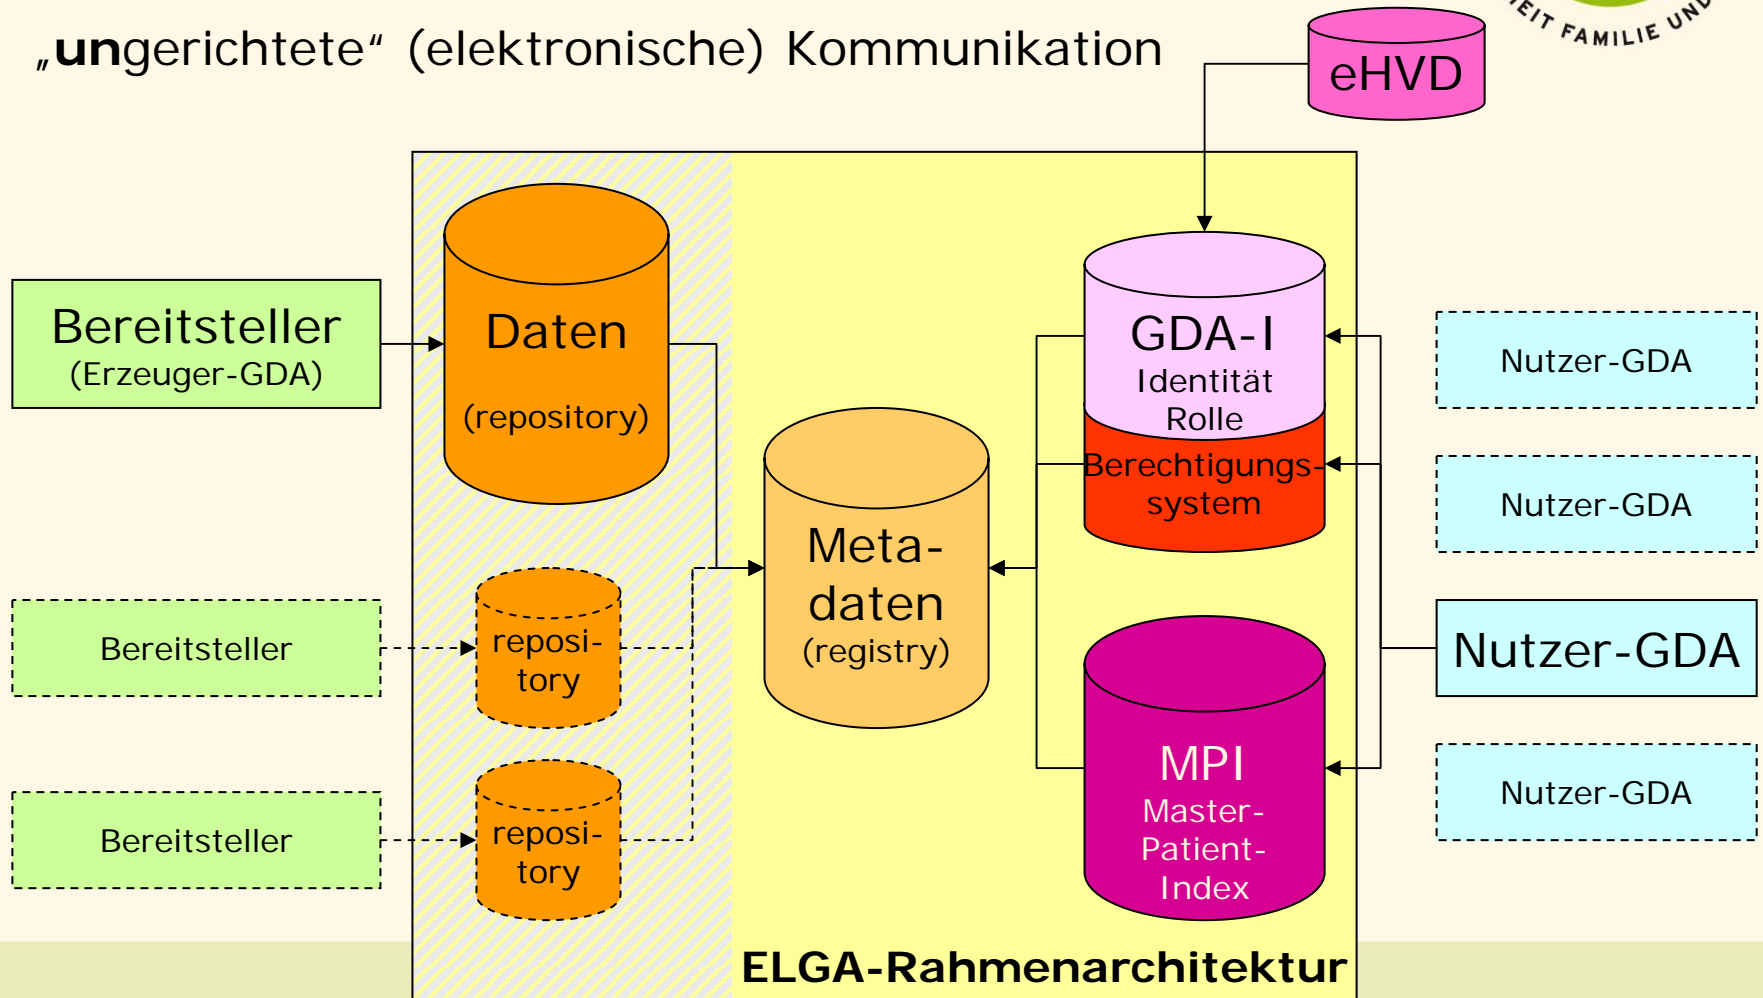 „ungerichtete“ (elektronische) Kommunikation
EIT FAMILIE UND
eHVD
Bereitsteller
(Erzeuger-GDA)
Daten
(repository)
GDA-I
Identität
Rolle
Berechtigungs-
system
Nutzer-GDA
Nutzer-GDA
Meta-
daten
(registry)
Bereitsteller
reposi-
tory
Nutzer-GDA
MPI
Master-
Patient-
Index
Nutzer-GDA
Bereitsteller
reposi-
tory
ELGA-Rahmenarchitektur